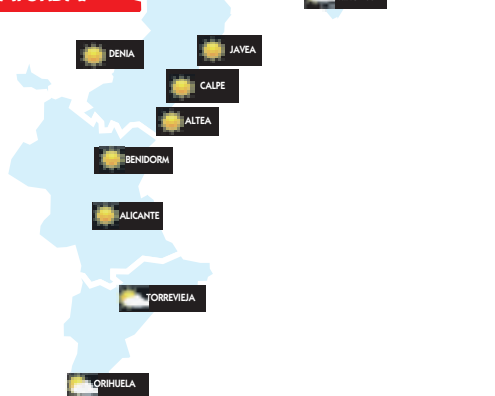 DENIA
JAVEA
CALPE
ALTEA
BENIDORM
ALICANTE
TORREVIEJA
ORIHUELA